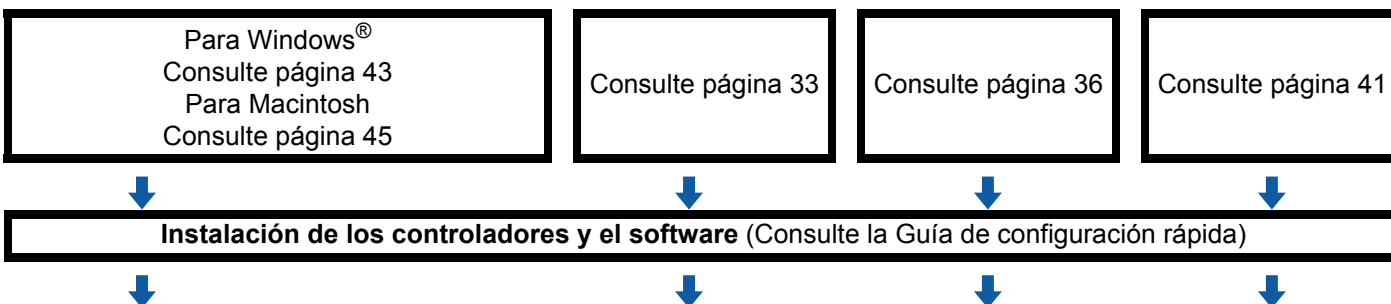 Para Windows®
Consulte página 43
Para Macintosh
Consulte página 45
Consulte página 33
Consulte página 36
Consulte página 41
Instalación de los controladores y el software (Consulte la Guía de configuración rápida)